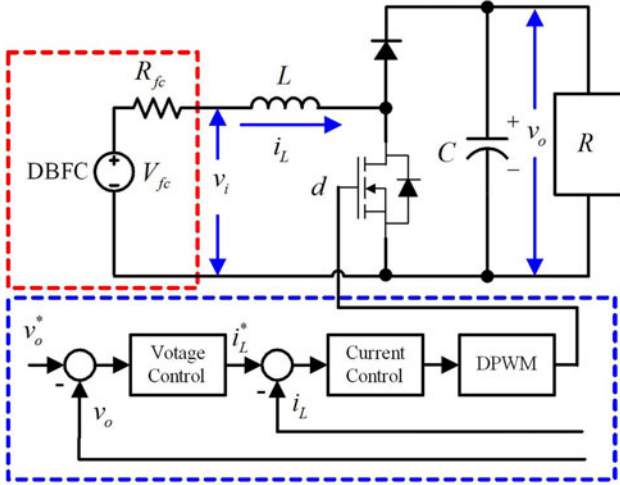 R_fc
L
i_L
DBFC
V_fc
v_i
d
C
+
−
v_o
R
v_o^*
-
Votage
Control
i_L^*
-
Current
Control
DPWM
v_o
i_L